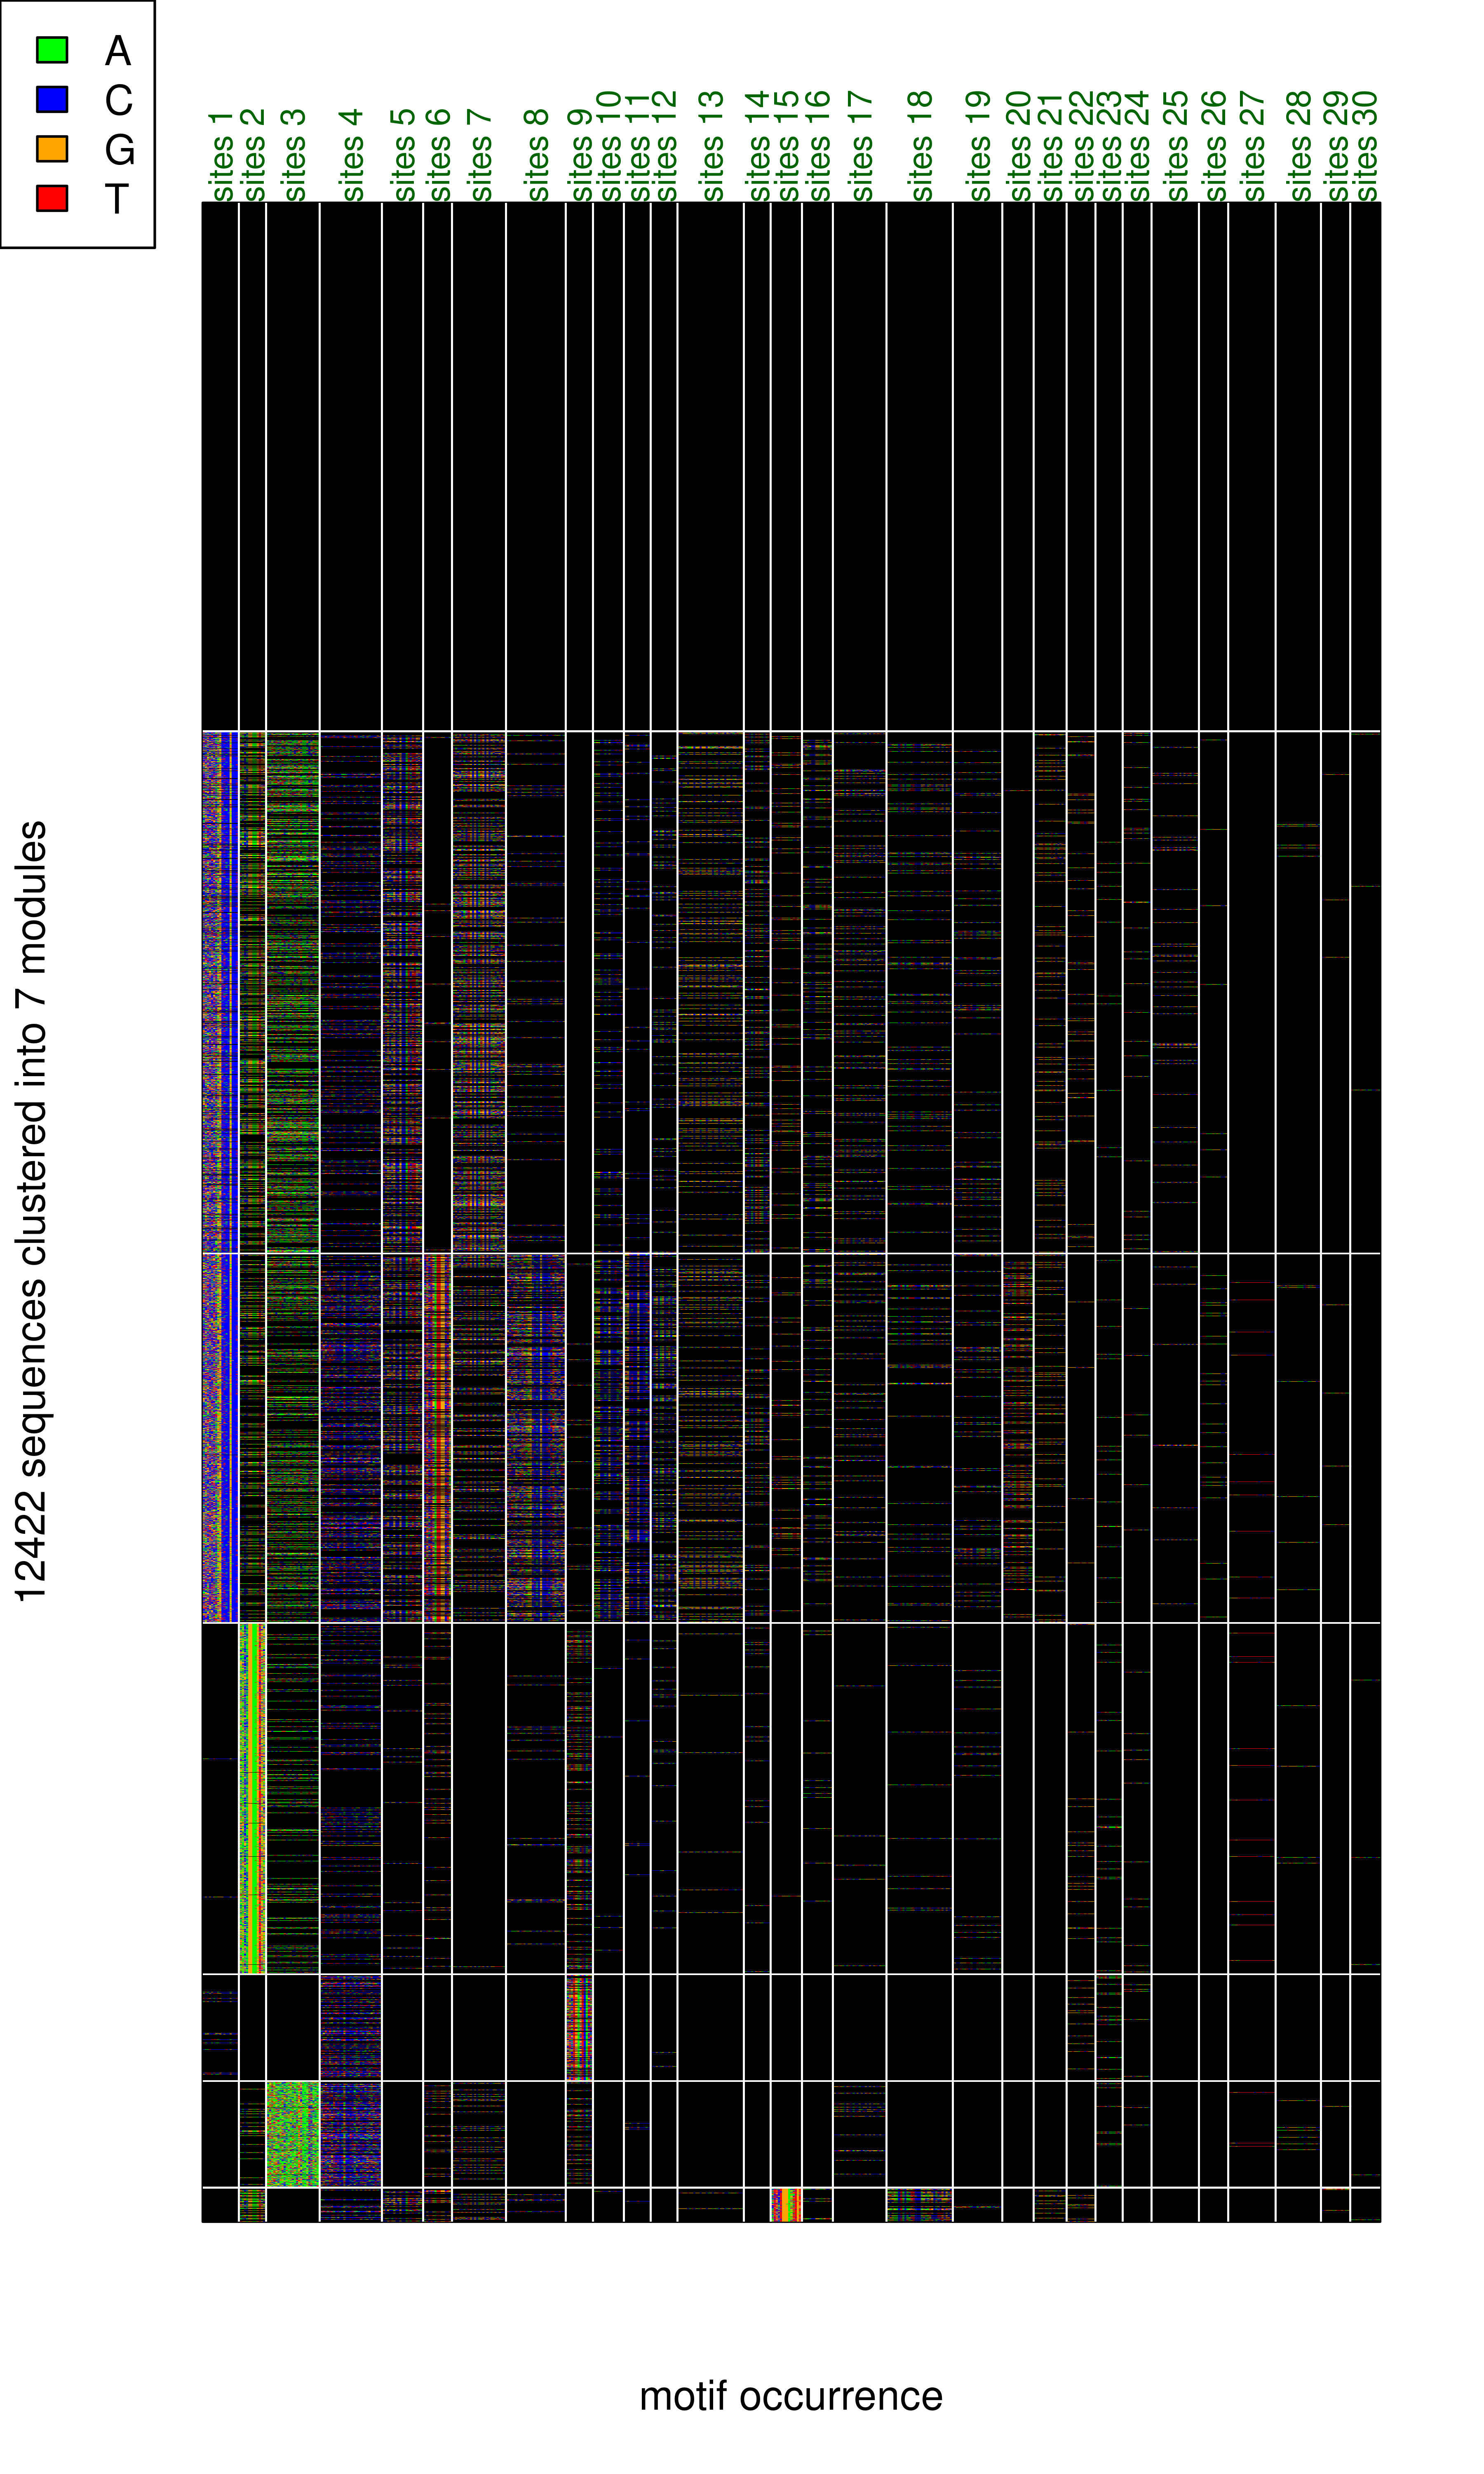 A
C
G
T
sites 1
sites 2
sites 3
sites 4
sites 5
sites 6
sites 7
sites 8
sites 9
sites 10
sites 11
sites 12
sites 13
sites 14
sites 15
sites 16
sites 17
sites 18
sites 19
sites 20
sites 21
sites 22
sites 23
sites 24
sites 25
sites 26
sites 27
sites 28
sites 29
sites 30
12422 sequences clustered into 7 modules
motif occurrence